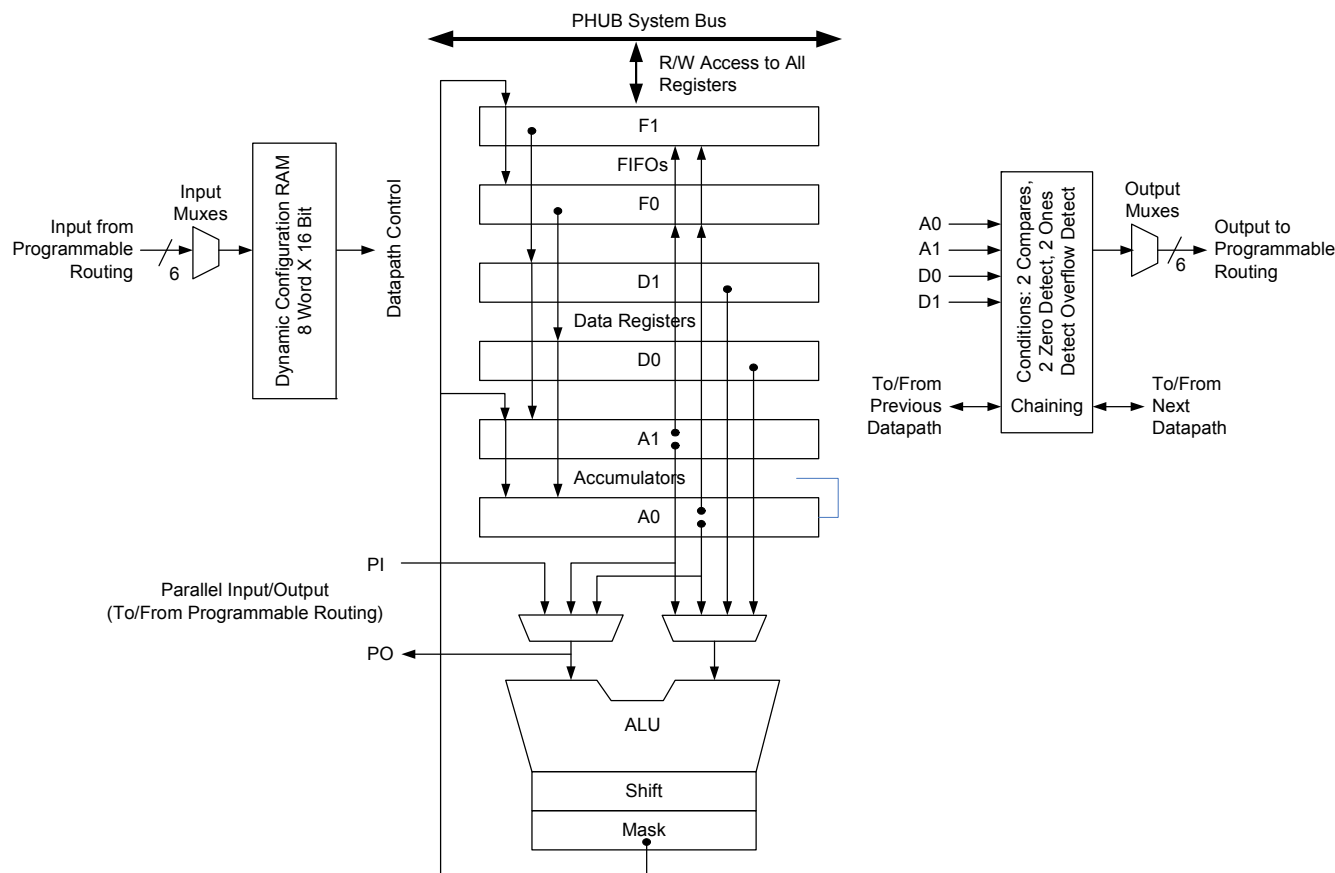 PHUB System Bus
R/W Access to All
Registers
F1
FIFOs
F0
D1
Data Registers
D0
A1
Accumulators
A0
Input from
Programmable
Routing
6
Input
Muxes
Dynamic Configuration RAM
8 Word X 16 Bit
Datapath Control
A0
A1
D0
D1
Conditions: 2 Compares,
2 Zero Detect, 2 Ones
Detect Overflow Detect
Chaining
Output
Muxes
6
Output to
Programmable
Routing
To/From
Previous
Datapath
To/From
Next
Datapath
PI
Parallel Input/Output
(To/From Programmable Routing)
PO
ALU
Shift
Mask